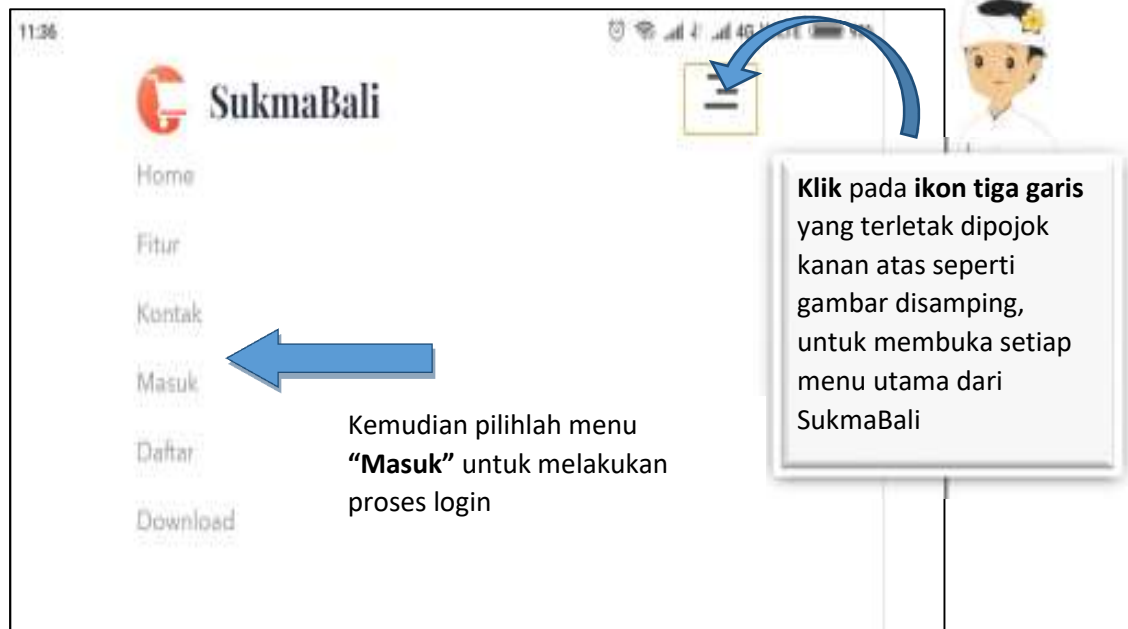 11:36
SukmaBali
Home
Fitur
Kontak
Masuk
Daftar
Download
Klik pada ikon tiga garis
yang terletak dipojok
kanan atas seperti
gambar disamping,
untuk membuka setiap
menu utama dari
SukmaBali
Kemudian pilihlah menu
“Masuk” untuk melakukan
proses login